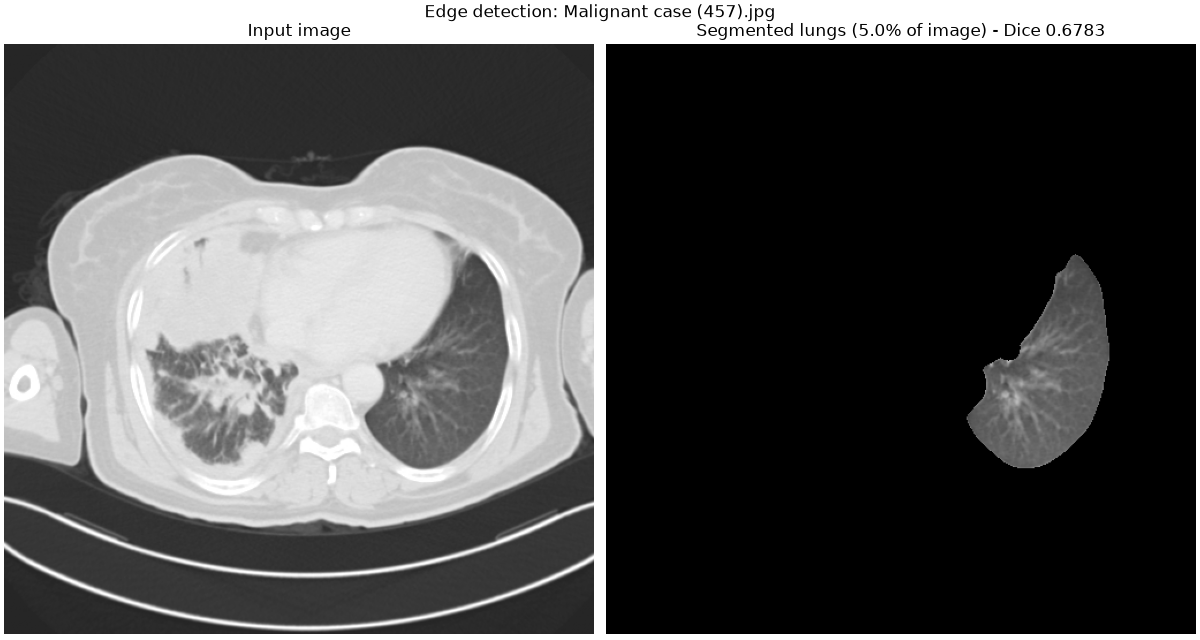 Edge detection: Malignant case (457).jpg
Input image
Segmented lungs (5.0% of image) - Dice 0.6783